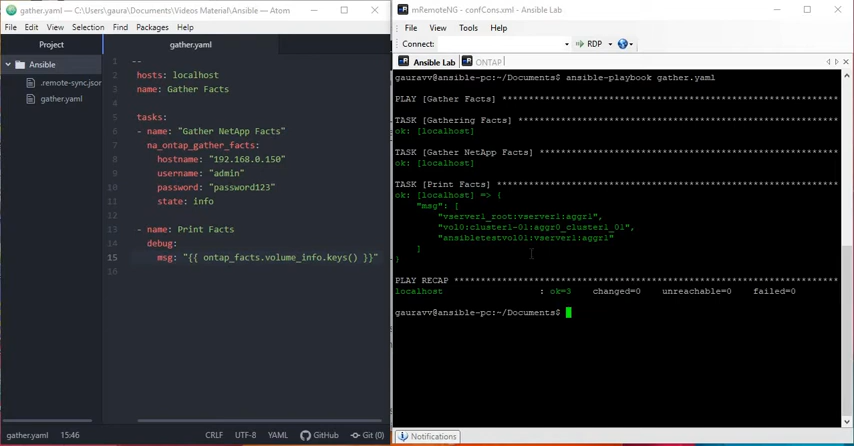 gather.yaml — C:\Users\gaura\Documents\Videos Material\Ansible — Atom
File Edit View Selection Find Packages Help
Project
Ansible
.remote-sync.json
gather.yaml
gather.yaml
1 --
2 hosts: localhost
3 name: Gather Facts
4
5 tasks:
6 - name: "Gather NetApp Facts"
7 na_ontap_gather_facts:
8 hostname: "192.168.0.150"
9 username: "admin"
10 password: "password123"
11 state: info
12
13 - name: Print Facts
14 debug:
15 msg: "{{ ontap_facts.volume_info.keys() }}"
16
gather.yaml 15:46 CRLF UTF-8 YAML GitHub Git (0)
mRemoteNG - confCons.xml - Ansible Lab
File View Tools Help
Connect: RDP
Ansible Lab ONTAP
gauravv@ansible-pc:~/Documents$ ansible-playbook gather.yaml
PLAY [Gather Facts] ***
TASK [Gathering Facts] ***
ok: [localhost]
TASK [Gather NetApp Facts] ***
ok: [localhost]
TASK [Print Facts] ***
ok: [localhost] => {
"msg": [
"vserver1_root:vserver1:aggr1",
"vol0:cluster1-01:aggr0_cluster1_01",
"ansibletestvol01:vserver1:aggr1"
]
}
PLAY RECAP ***
localhost : ok=3 changed=0 unreachable=0 failed=0
gauravv@ansible-pc:~/Documents$
Notifications